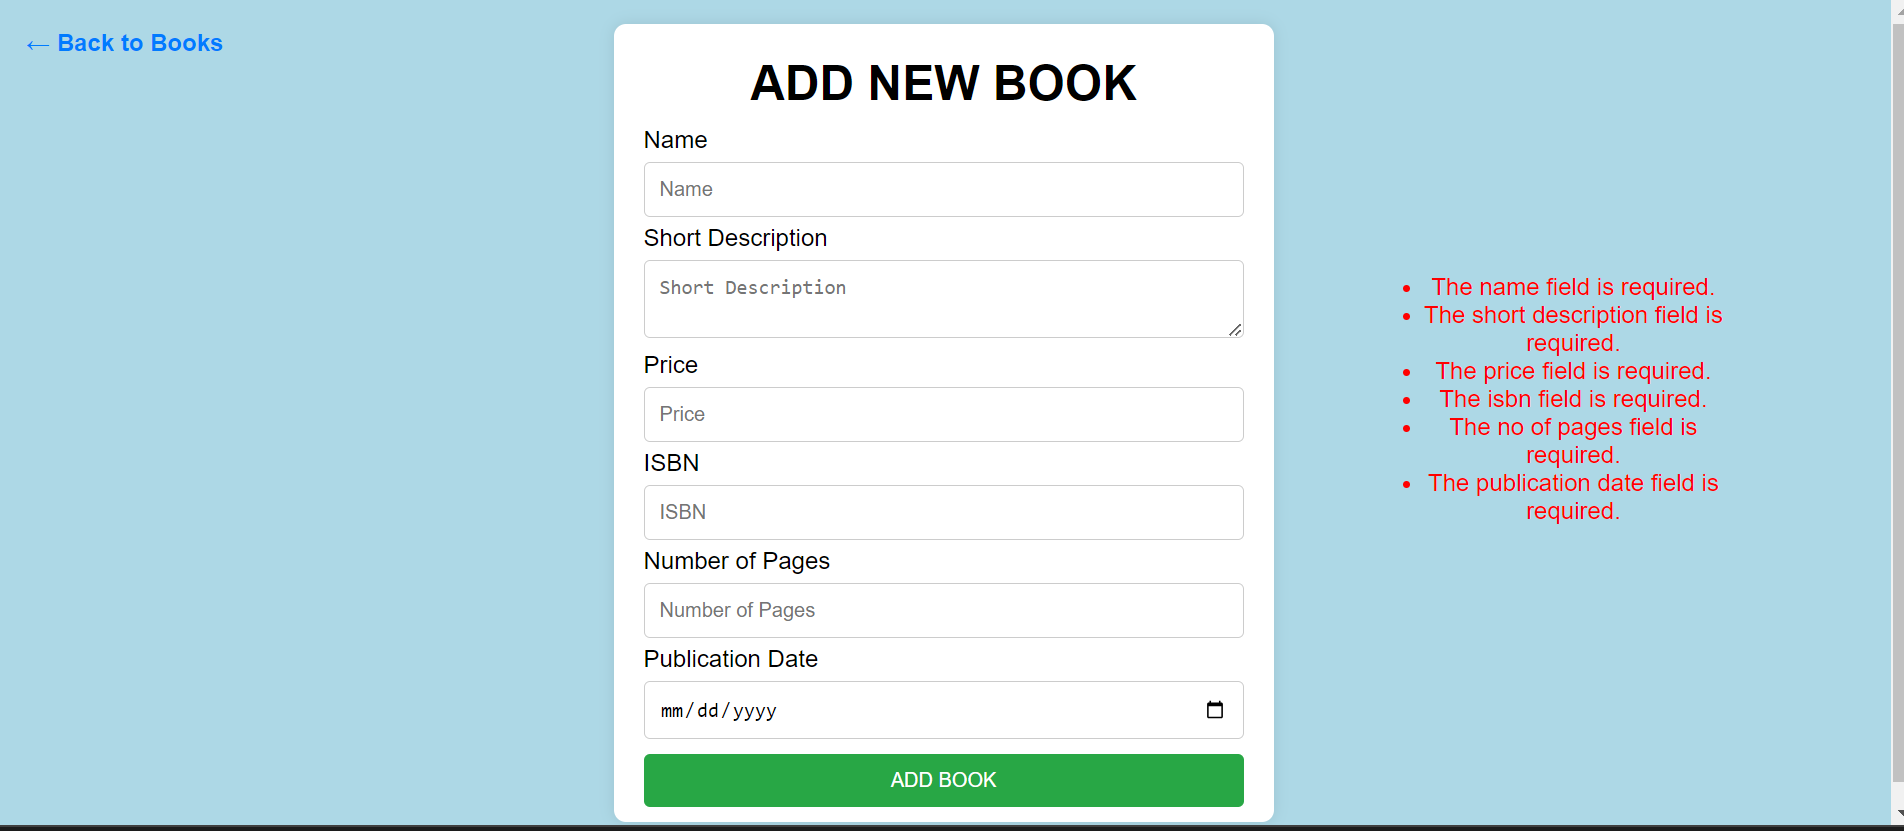 ← Back to Books
ADD NEW BOOK
Name
Name
Short Description
Short Description
Price
Price
ISBN
ISBN
Number of Pages
Number of Pages
Publication Date
mm/dd/yyyy
ADD BOOK
• The name field is required.
• The short description field is
required.
• The price field is required.
• The isbn field is required.
• The no of pages field is
required.
• The publication date field is
required.